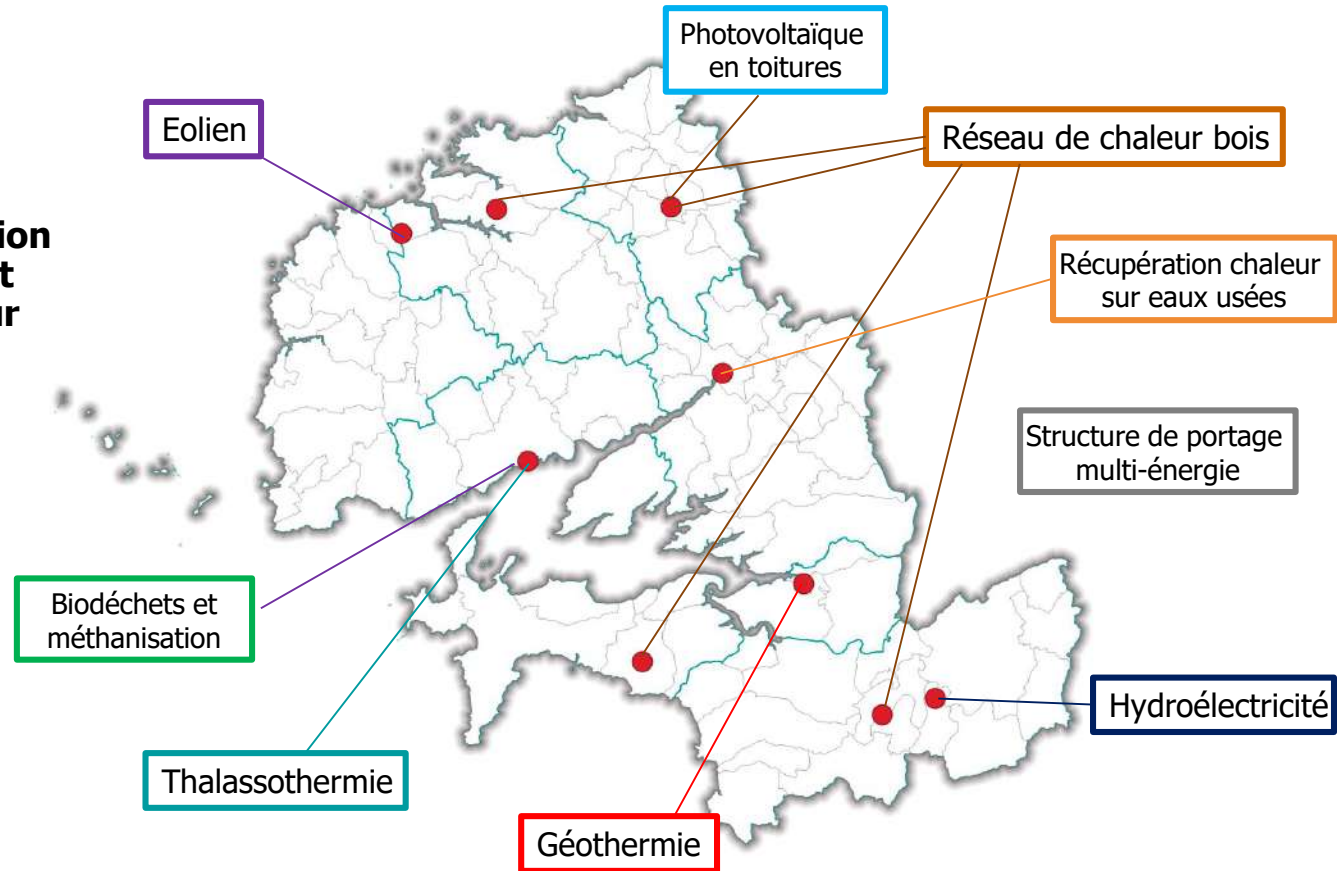 Photovoltaïque
en toitures
Eolien
Réseau de chaleur bois
Récupération chaleur
sur eaux usées
Structure de portage
multi-énergie
Biodéchets et
méthanisation
Hydroélectricité
Thalassothermie
Géothermie